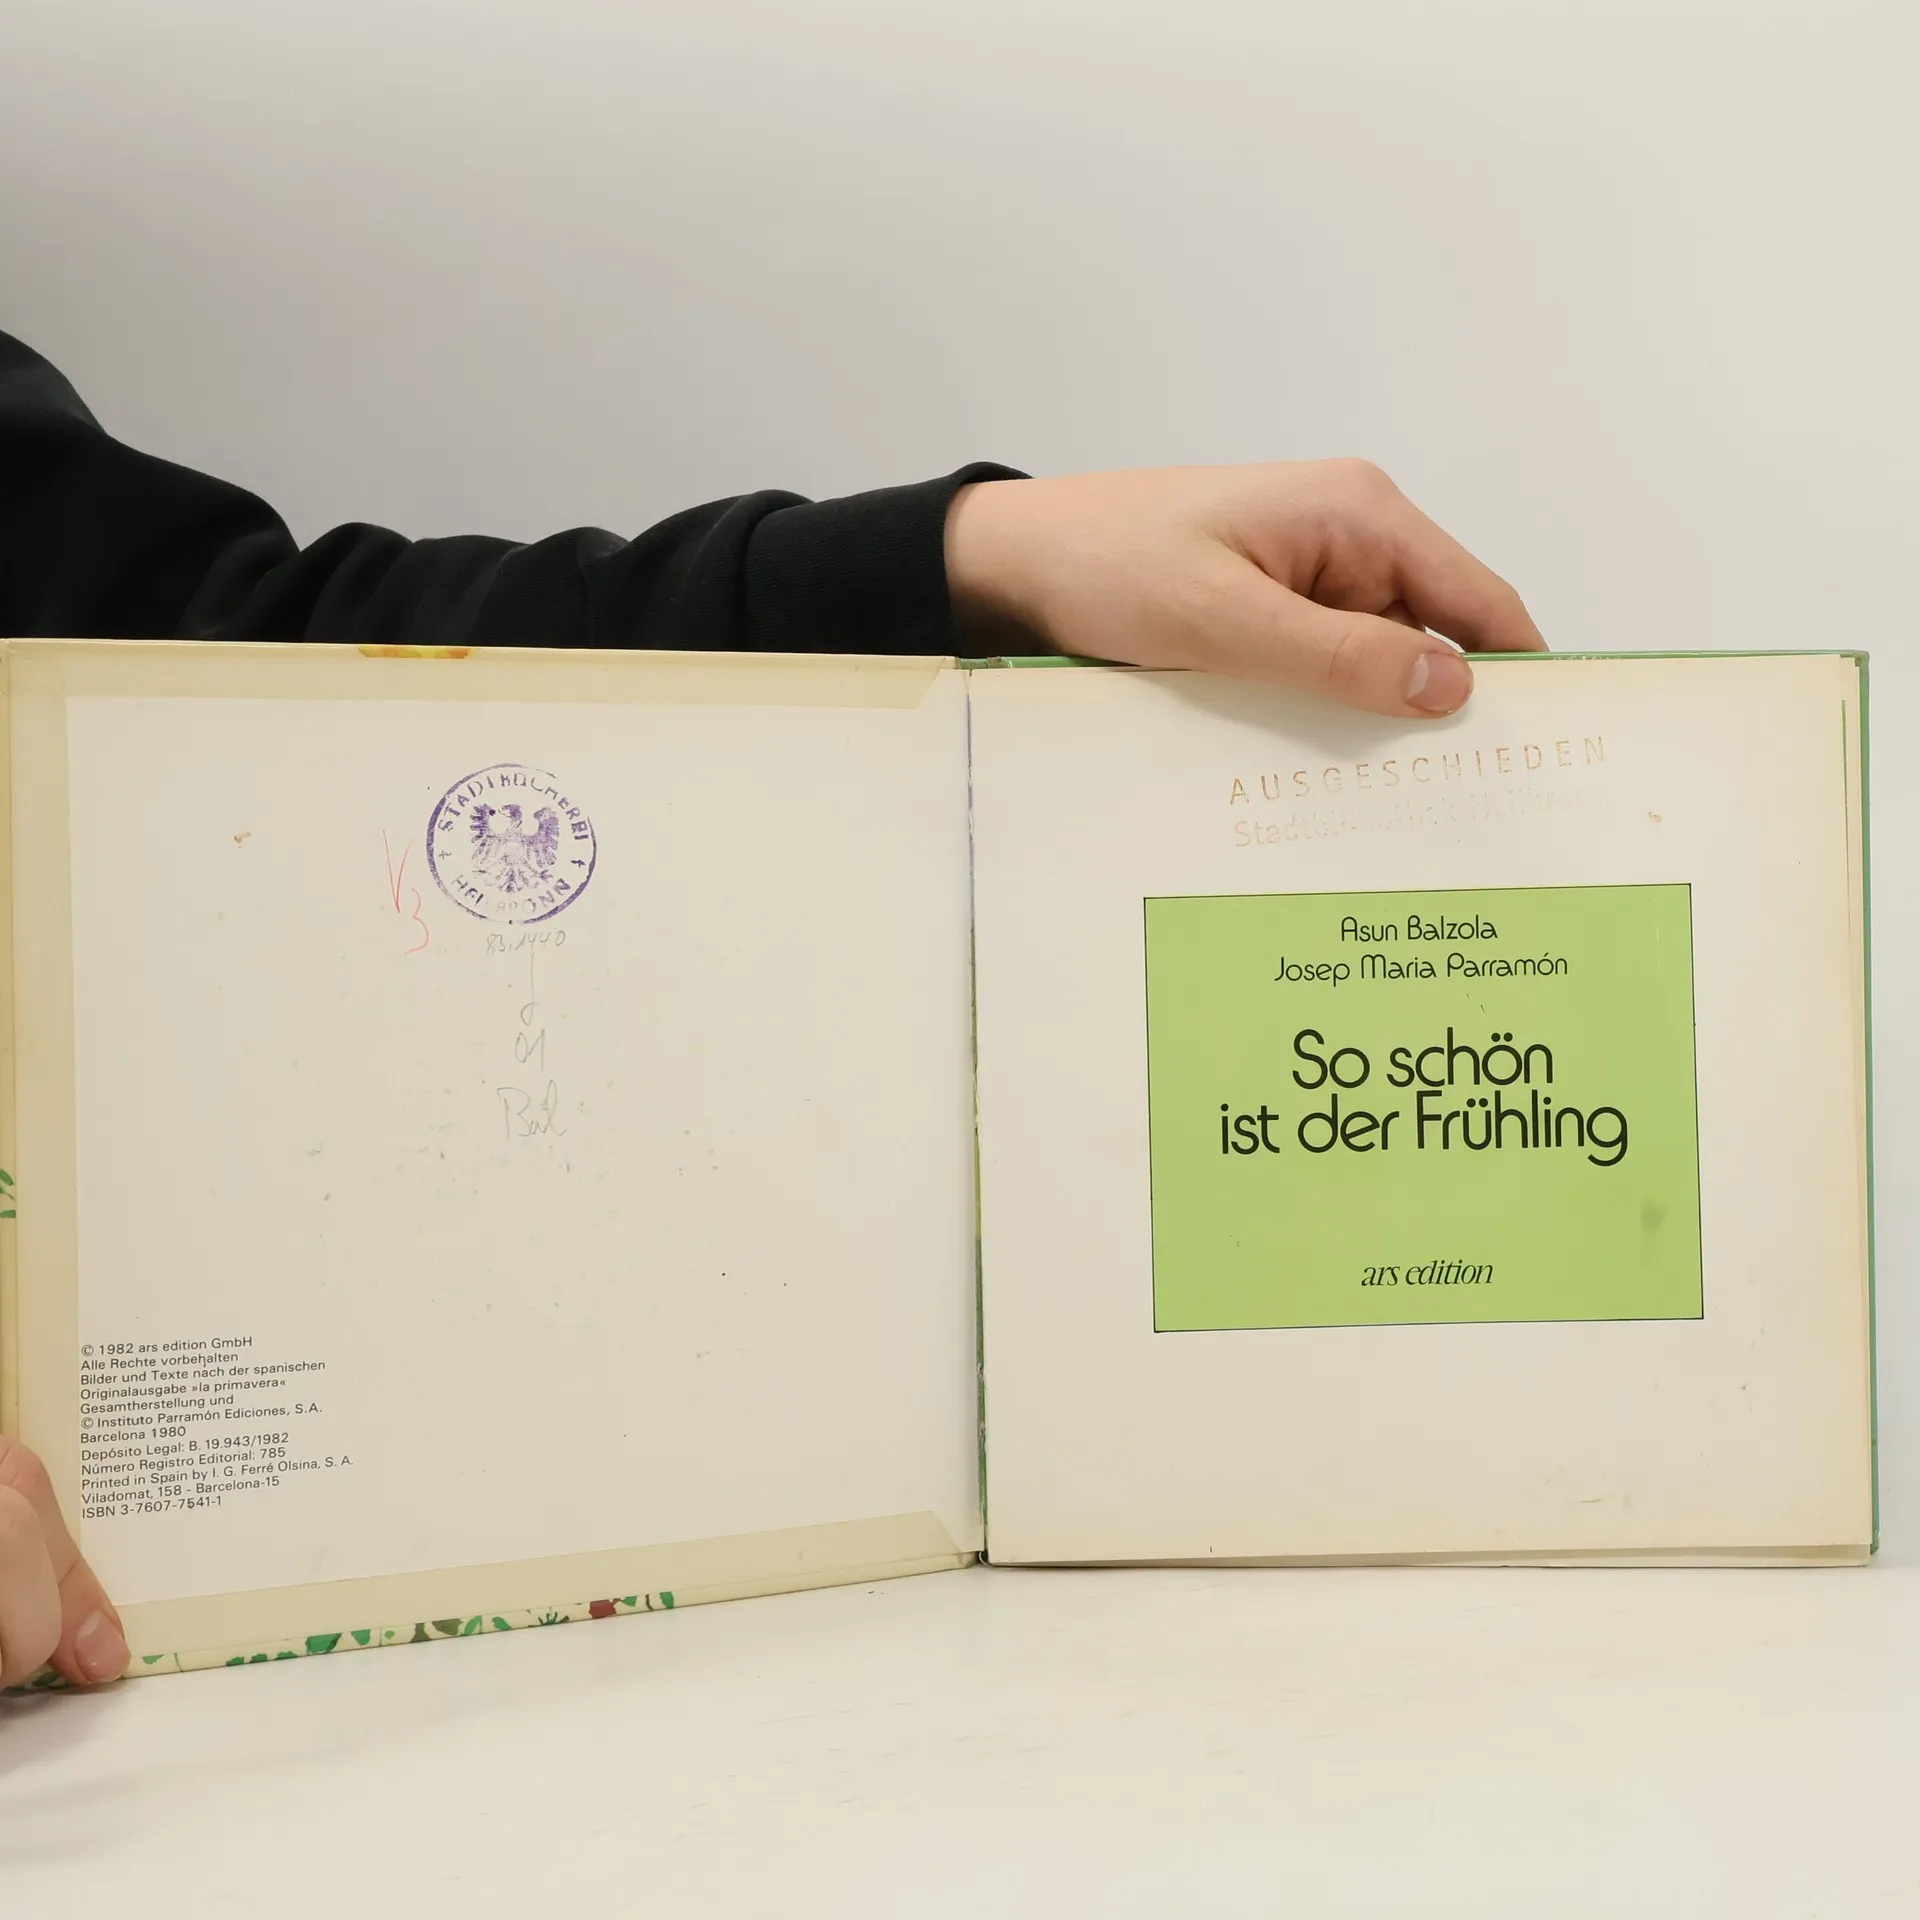 STADTBÜCHEREI
HEILBRONN
V
3
83.1440
Bal
© 1982 ars edition GmbH
Alle Rechte vorbehalten
Bilder und Texte nach der spanischen
Originalausgabe »la primavera«
Gesamtherstellung und
© Instituto Parramón Ediciones, S.A.
Barcelona 1980
Depósito Legal: B. 19.943/1982
Número Registro Editorial: 785
Printed in Spain by I. G. Ferré Olsina, S. A.
Viladomat, 158 - Barcelona-15
ISBN 3-7607-7541-1
AUSGESCHIEDEN
Stadtbibliothek Heilbronn
Asun Balzola
Josep Maria Parramón
So schön
ist der Frühling
ars edition